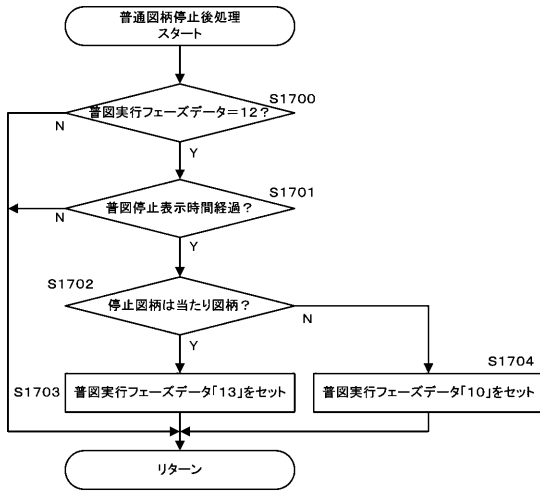 普通図柄停止後処理
スタート
S1700
普図実行フェーズデータ＝12？
N
Y
S1701
普図停止表示時間経過？
N
Y
S1702
停止図柄は当たり図柄？
N
Y
S1703
普図実行フェーズデータ「13」をセット
S1704
普図実行フェーズデータ「10」をセット
リターン